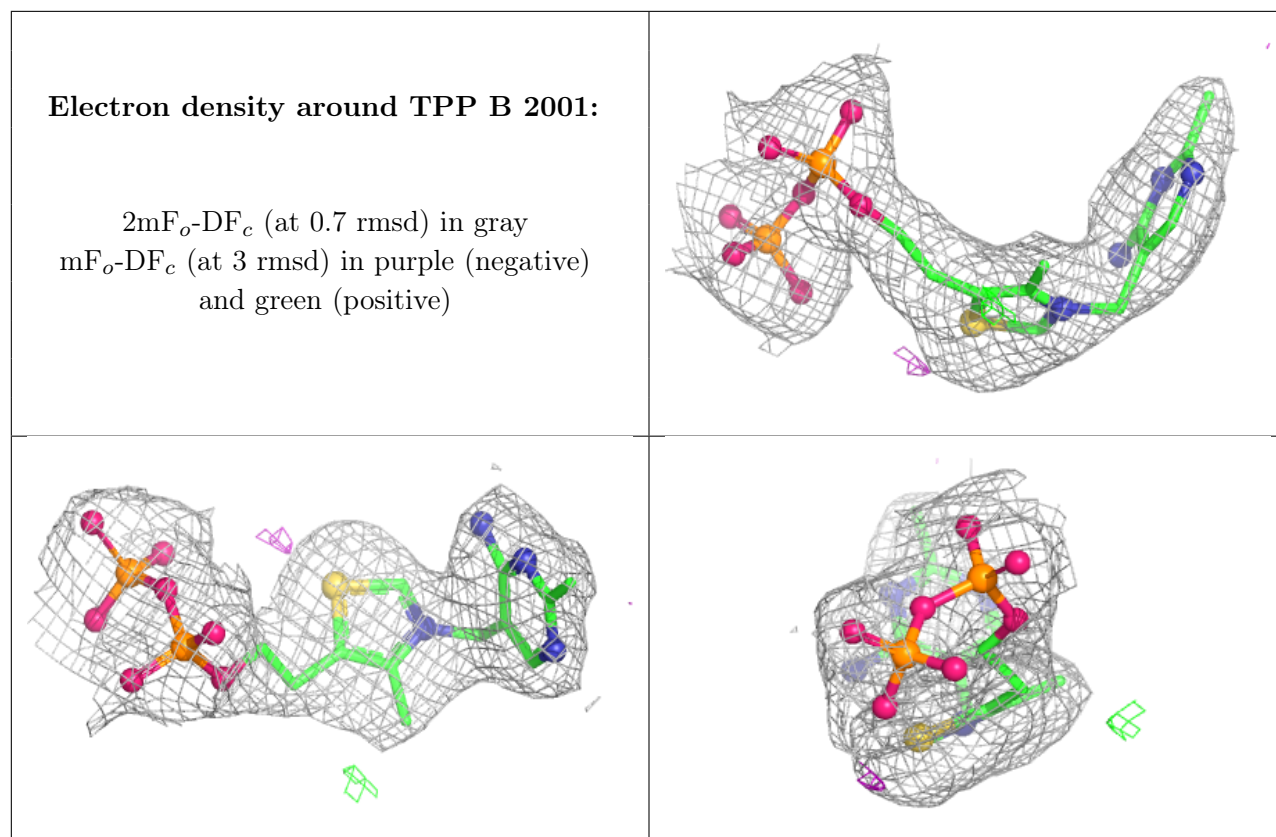 Electron density around TPP B 2001:
2mFo-DFc (at 0.7 rmsd) in gray
mFo-DFc (at 3 rmsd) in purple (negative)
and green (positive)